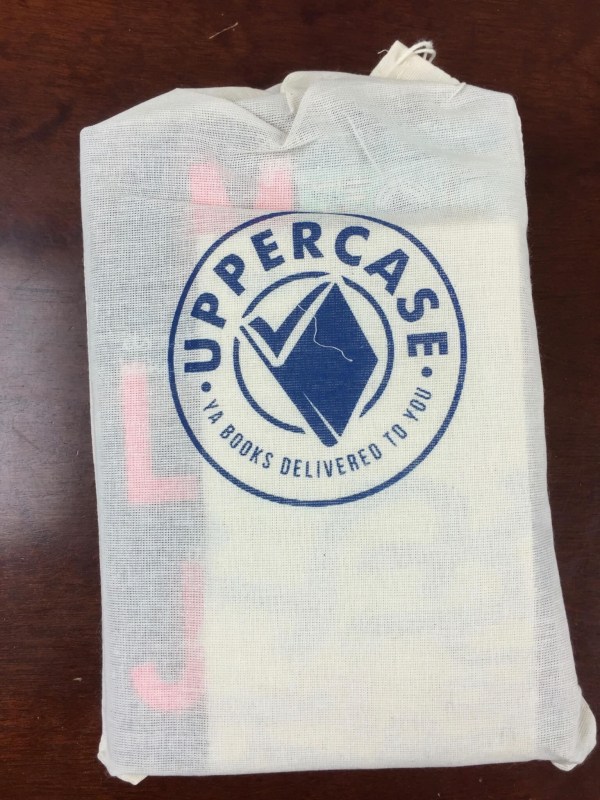 UPPERCASE
• YA BOOKS DELIVERED TO YOU •
L
J